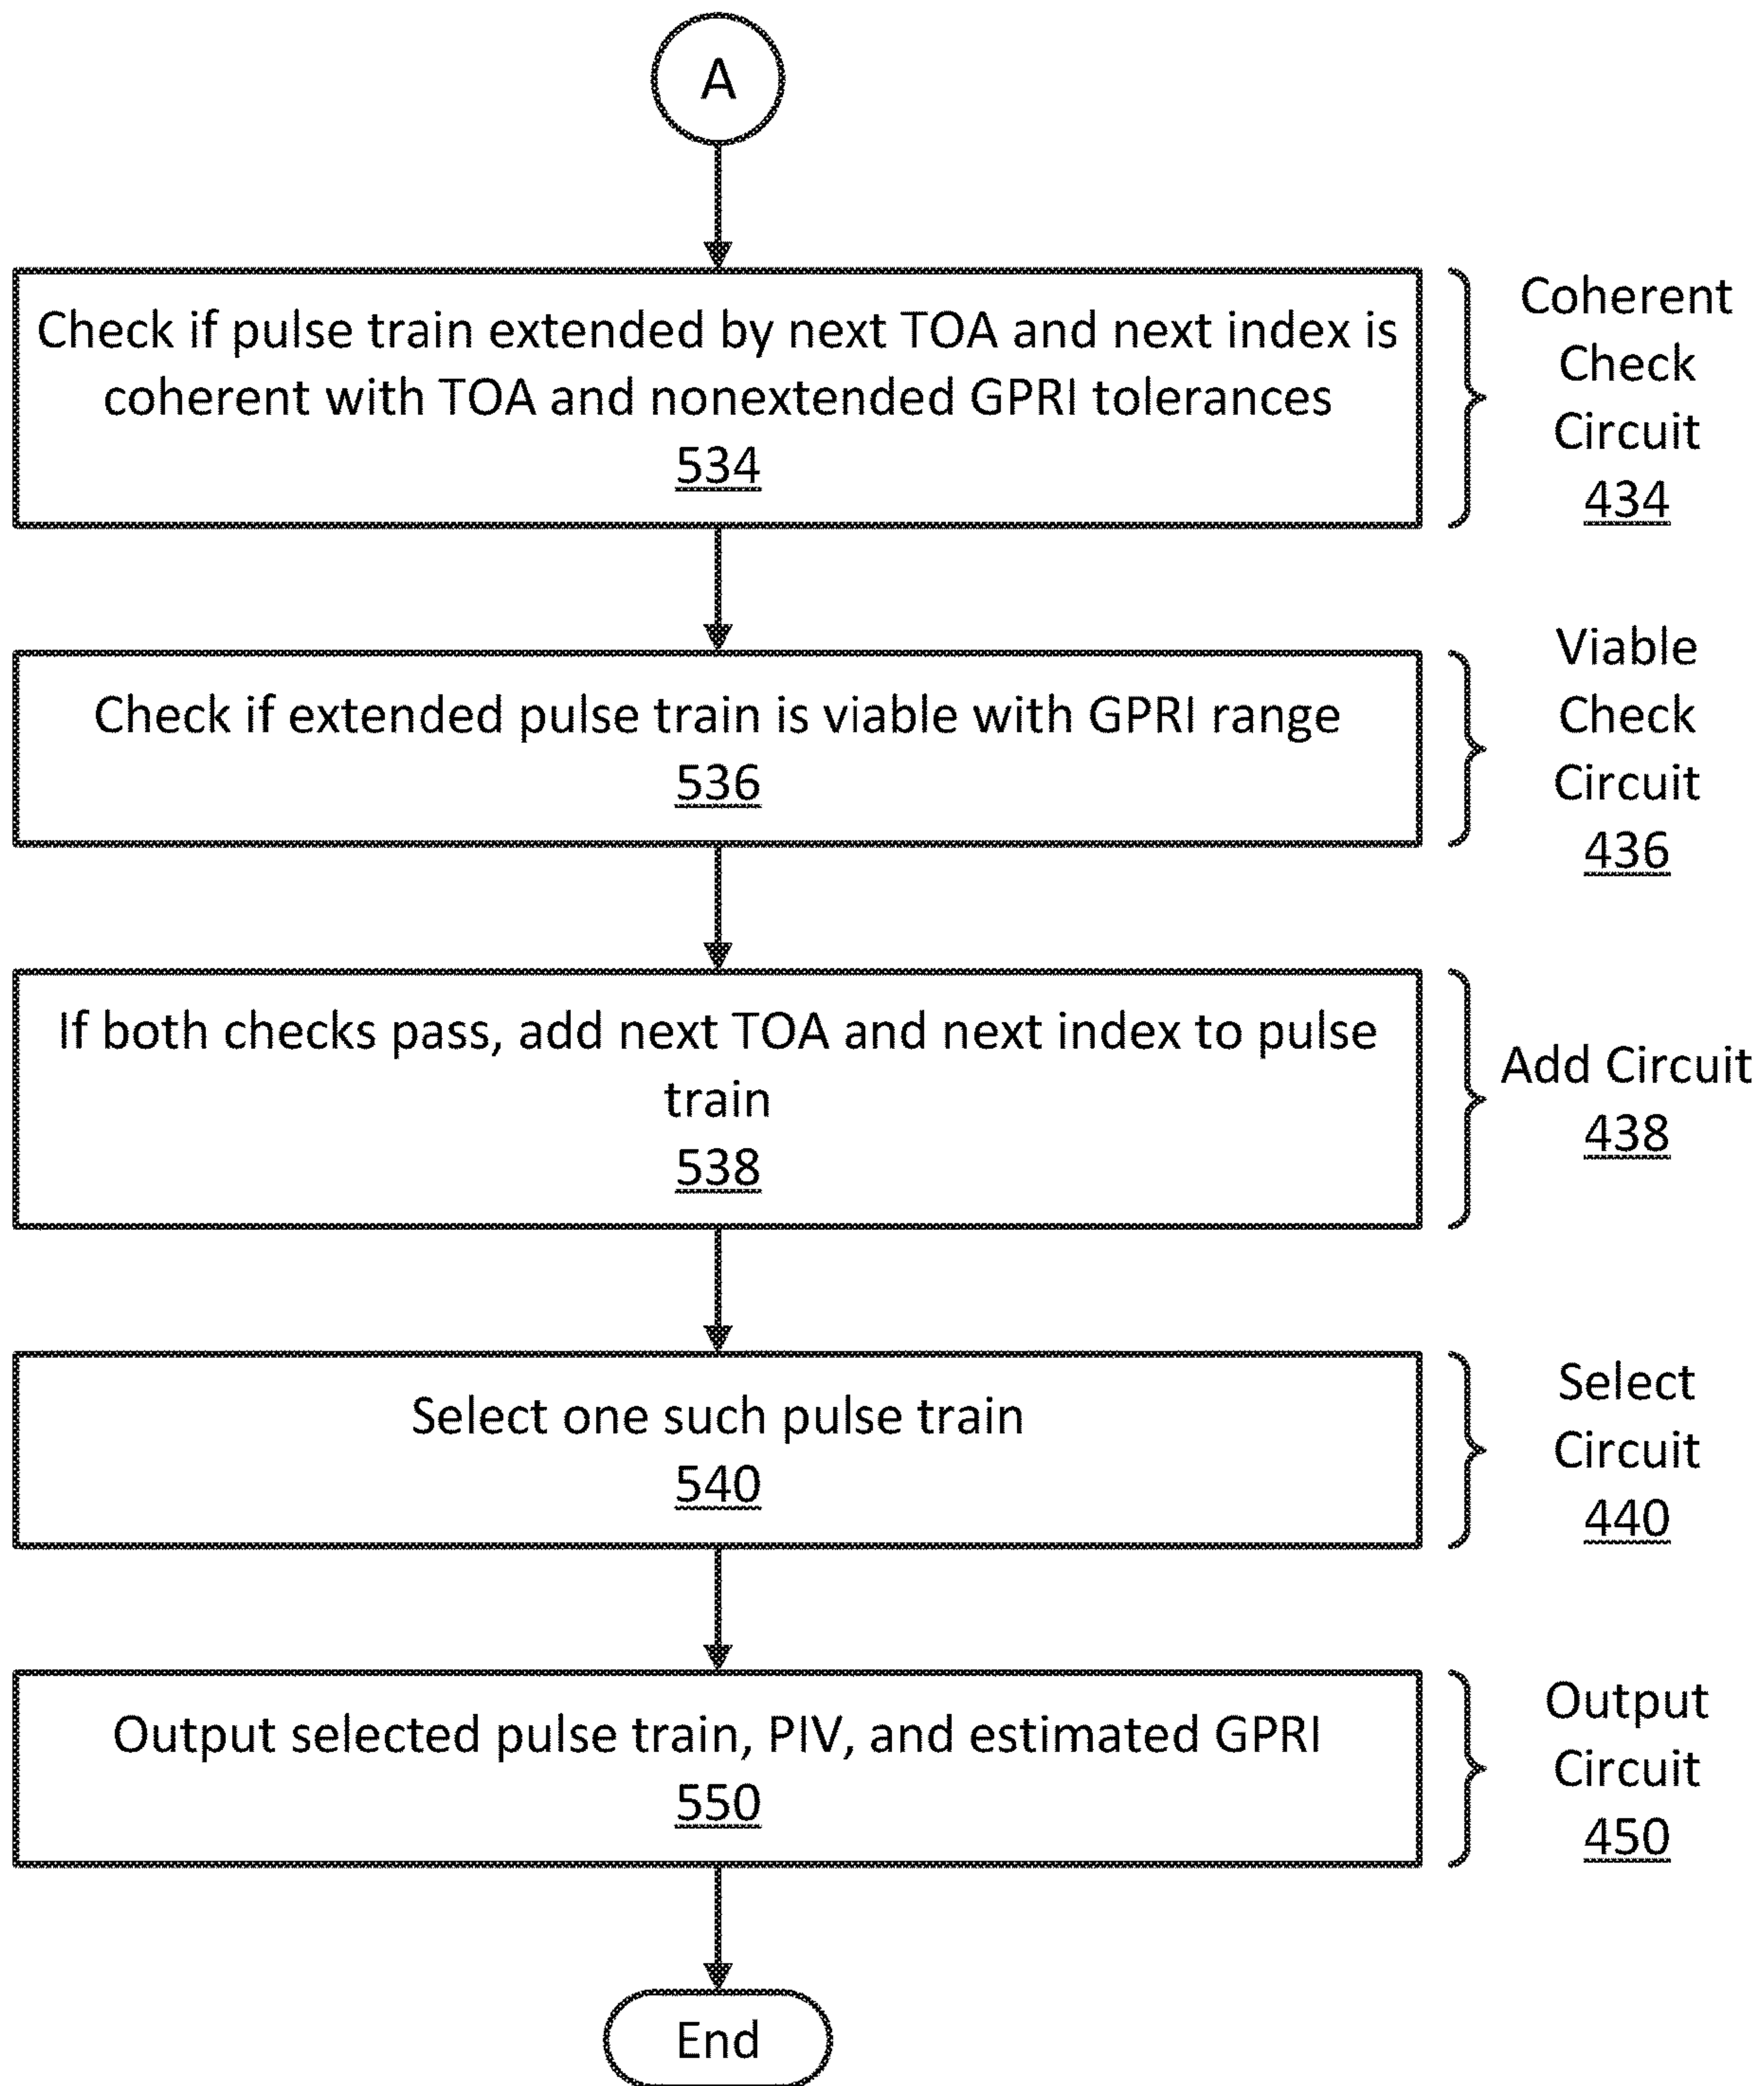 A
Check if pulse train extended by next TOA and next index is
coherent with TOA and nonextended GPRI tolerances
534
Coherent
Check
Circuit
434
Check if extended pulse train is viable with GPRI range
536
Viable
Check
Circuit
436
If both checks pass, add next TOA and next index to pulse
train
538
Add Circuit
438
Select one such pulse train
540
Select
Circuit
440
Output selected pulse train, PIV, and estimated GPRI
550
Output
Circuit
450
End